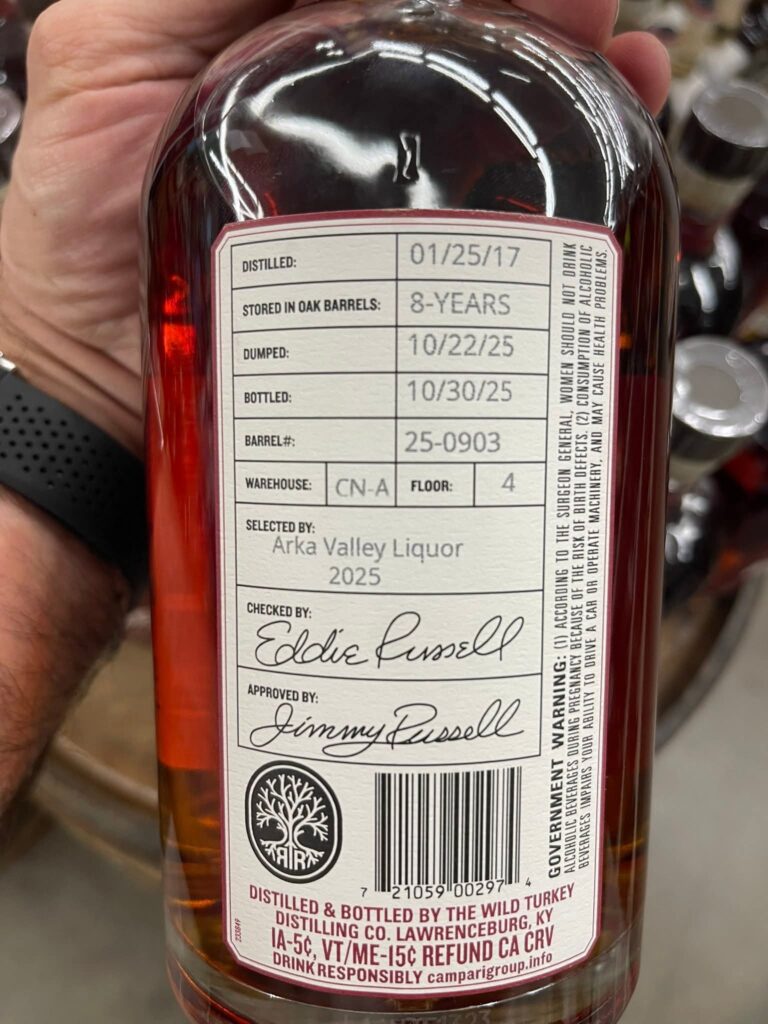 DISTILLED: 01/25/17
STORED IN OAK BARRELS: 8-YEARS
DUMPED: 10/22/25
BOTTLED: 10/30/25
BARREL#: 25-0903
WAREHOUSE: CN-A FLOOR: 4
SELECTED BY:
Arka Valley Liquor
2025
CHECKED BY:
Eddie Russell
APPROVED BY:
Jimmy Russell
7 21059 00297 4
DISTILLED & BOTTLED BY THE WILD TURKEY
DISTILLING CO. LAWRENCEBURG, KY
IA-5¢, VT/ME-15¢ REFUND CA CRV
DRINK RESPONSIBLY camparigroup.info
GOVERNMENT WARNING: (1) ACCORDING TO THE SURGEON GENERAL, WOMEN SHOULD NOT DRINK
ALCOHOLIC BEVERAGES DURING PREGNANCY BECAUSE OF THE RISK OF BIRTH DEFECTS. (2) CONSUMPTION OF ALCOHOLIC
BEVERAGES IMPAIRS YOUR ABILITY TO DRIVE A CAR OR OPERATE MACHINERY, AND MAY CAUSE HEALTH PROBLEMS.